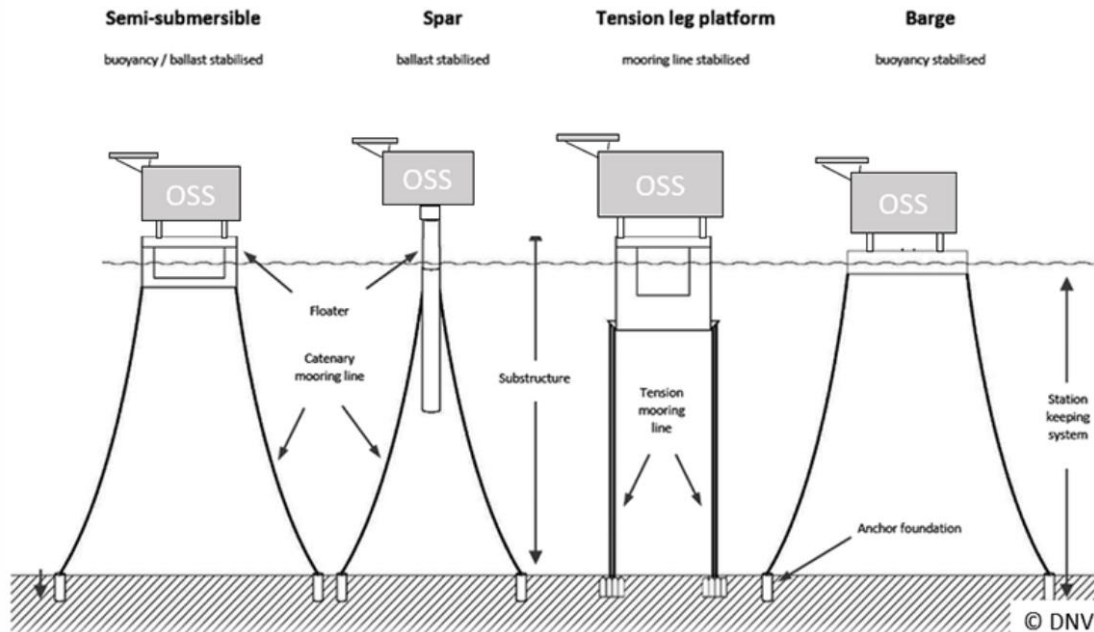 Semi-submersible
buoyancy / ballast stabilised
Spar
ballast stabilised
Tension leg platform
mooring line stabilised
Barge
buoyancy stabilised
OSS
OSS
OSS
OSS
Floater
Catenary
mooring line
Substructure
Tension
mooring
line
Station
keeping
system
Anchor foundation
© DNV